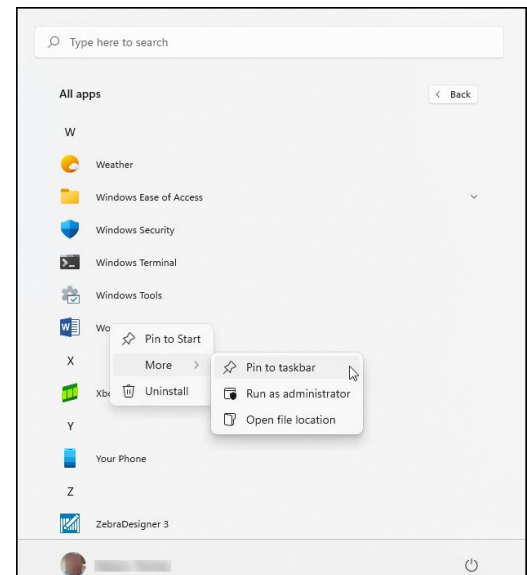 Type here to search
All apps
Back
W
Weather
Windows Ease of Access
Windows Security
Windows Terminal
Windows Tools
Wo
Pin to Start
X
More
Pin to taskbar
Xb
Uninstall
Run as administrator
Y
Open file location
Your Phone
Z
ZebraDesigner 3